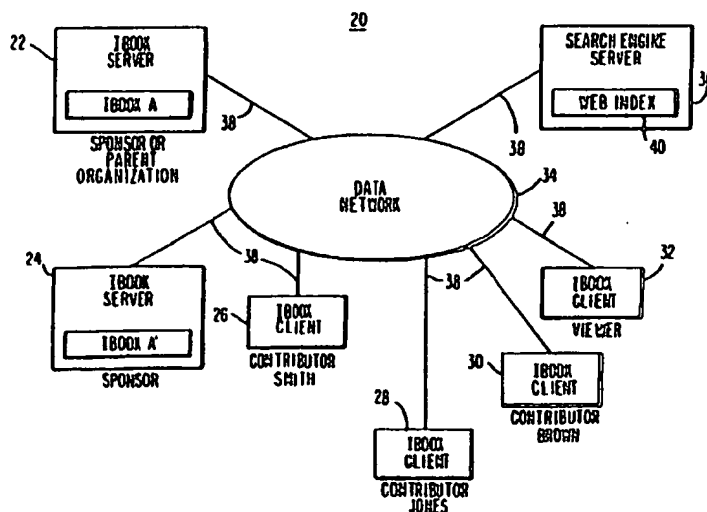 20
22
IBOOK
SERVER
IBOOK A
SPONSOR OR
PARENT
ORGANIZATION
38
SEARCH ENGINE
SERVER
WEB INDEX
40
38
DATA
NETWORK
34
38
24
IBOOK
SERVER
IBOOK A'
SPONSOR
38
26
IBOOK
CLIENT
CONTRIBUTOR
SMITH
38
28
IBOOK
CLIENT
CONTRIBUTOR
JONES
30
IBOOK
CLIENT
CONTRIBUTOR
BROWN
32
IBOOK
CLIENT
VIEWER